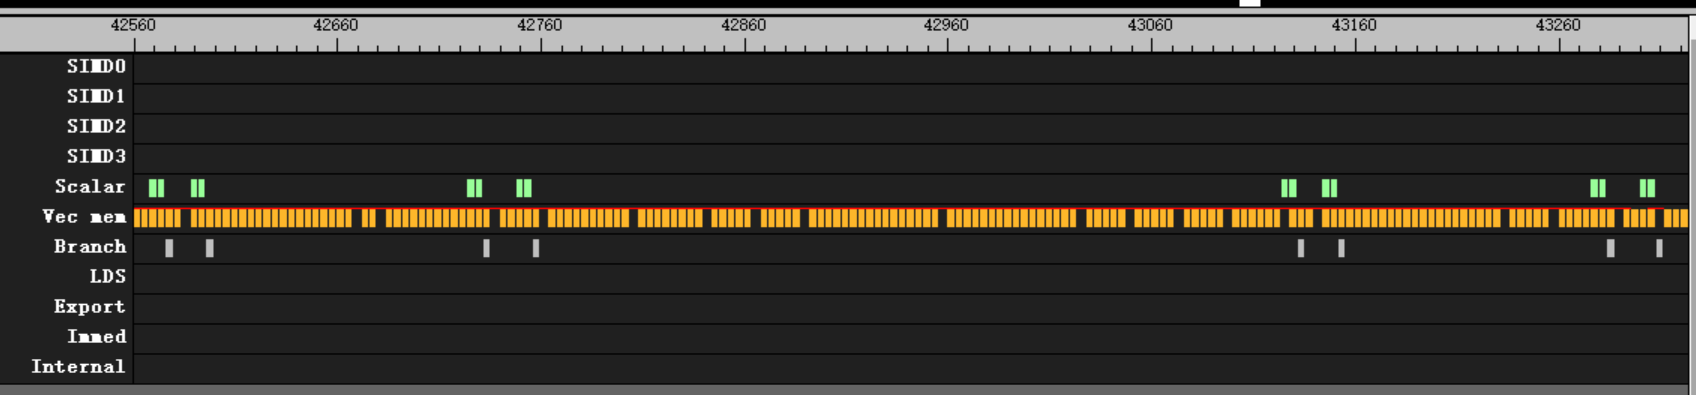 42560 42660 42760 42860 42960 43060 43160 43260
SIMD0
SIMD1
SIMD2
SIMD3
Scalar
Vec mem
Branch
LDS
Export
Immed
Internal